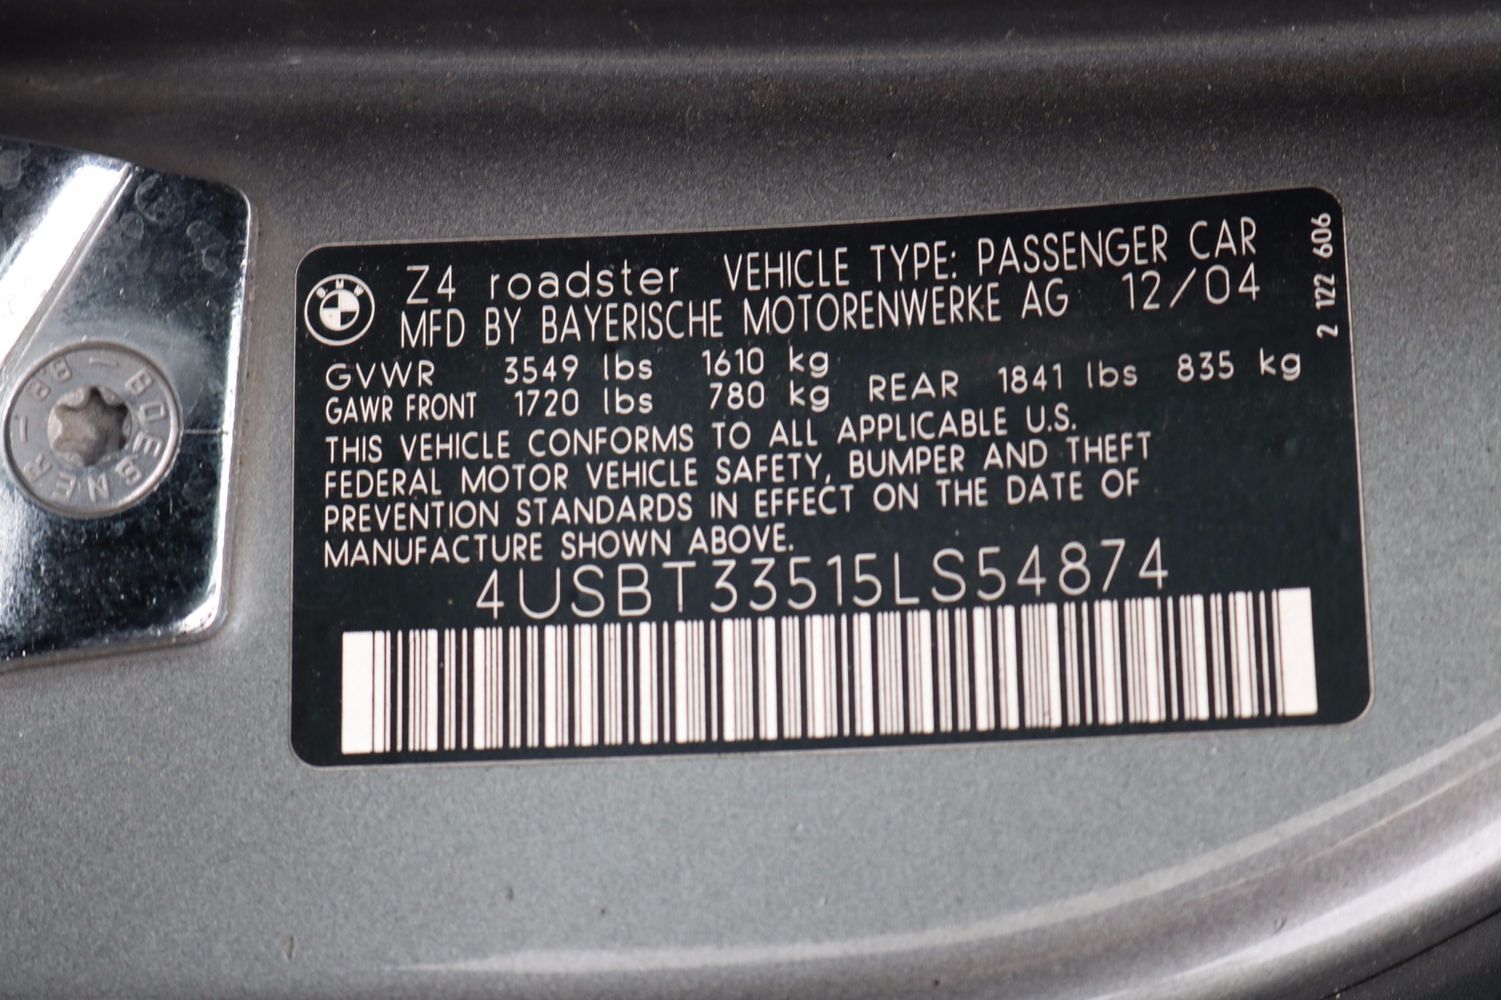 BMW
Z4 roadster VEHICLE TYPE: PASSENGER CAR
MFD BY BAYERISCHE MOTORENWERKE AG 12/04
GVWR 3549 lbs 1610 kg
GAWR FRONT 1720 lbs 780 kg REAR 1841 lbs 835 kg
THIS VEHICLE CONFORMS TO ALL APPLICABLE U.S.
FEDERAL MOTOR VEHICLE SAFETY, BUMPER AND THEFT
PREVENTION STANDARDS IN EFFECT ON THE DATE OF
MANUFACTURE SHOWN ABOVE.
4USBT33515LS54874
2 122 606
BOESNER - 88 -